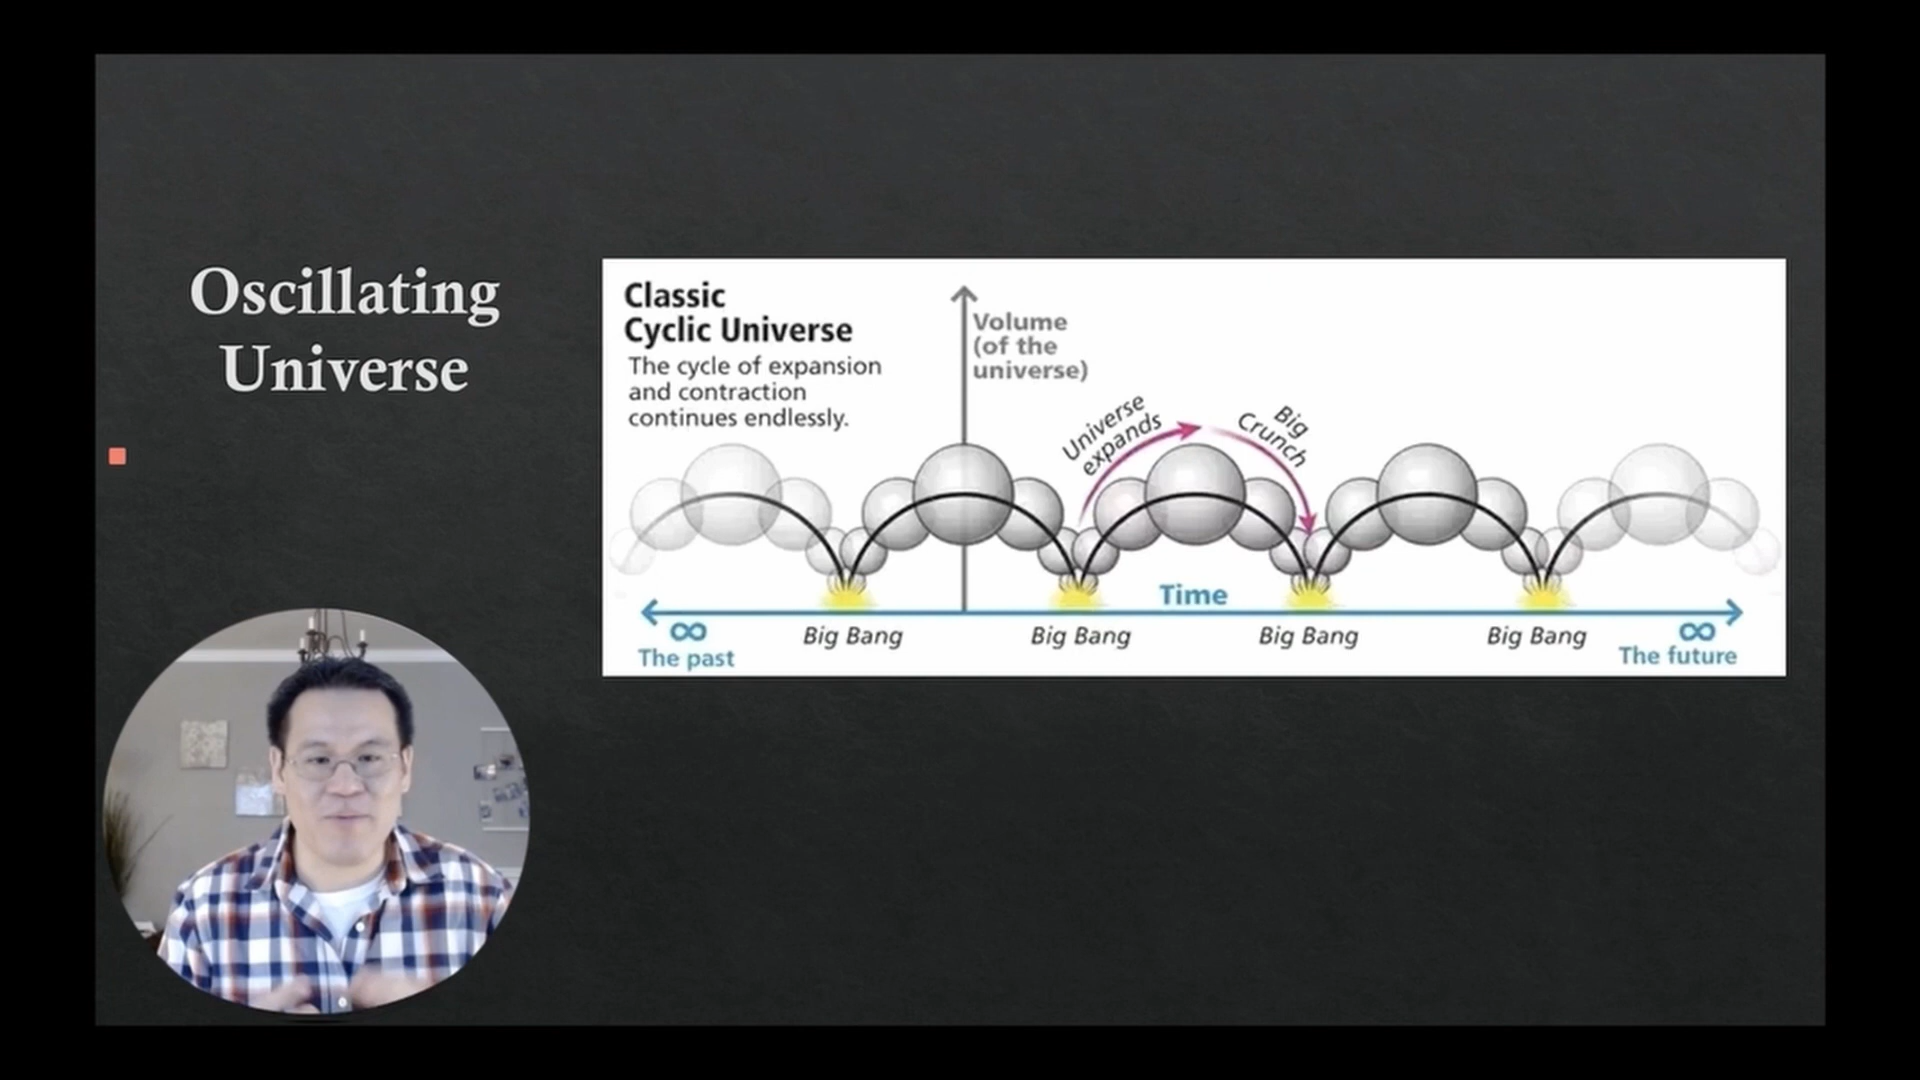 Oscillating
Universe
Classic
Cyclic Universe
The cycle of expansion
and contraction
continues endlessly.
Volume
(of the
universe)
Universe
expands
Big
Crunch
Time
∞
The past
Big Bang
Big Bang
Big Bang
Big Bang
∞
The future